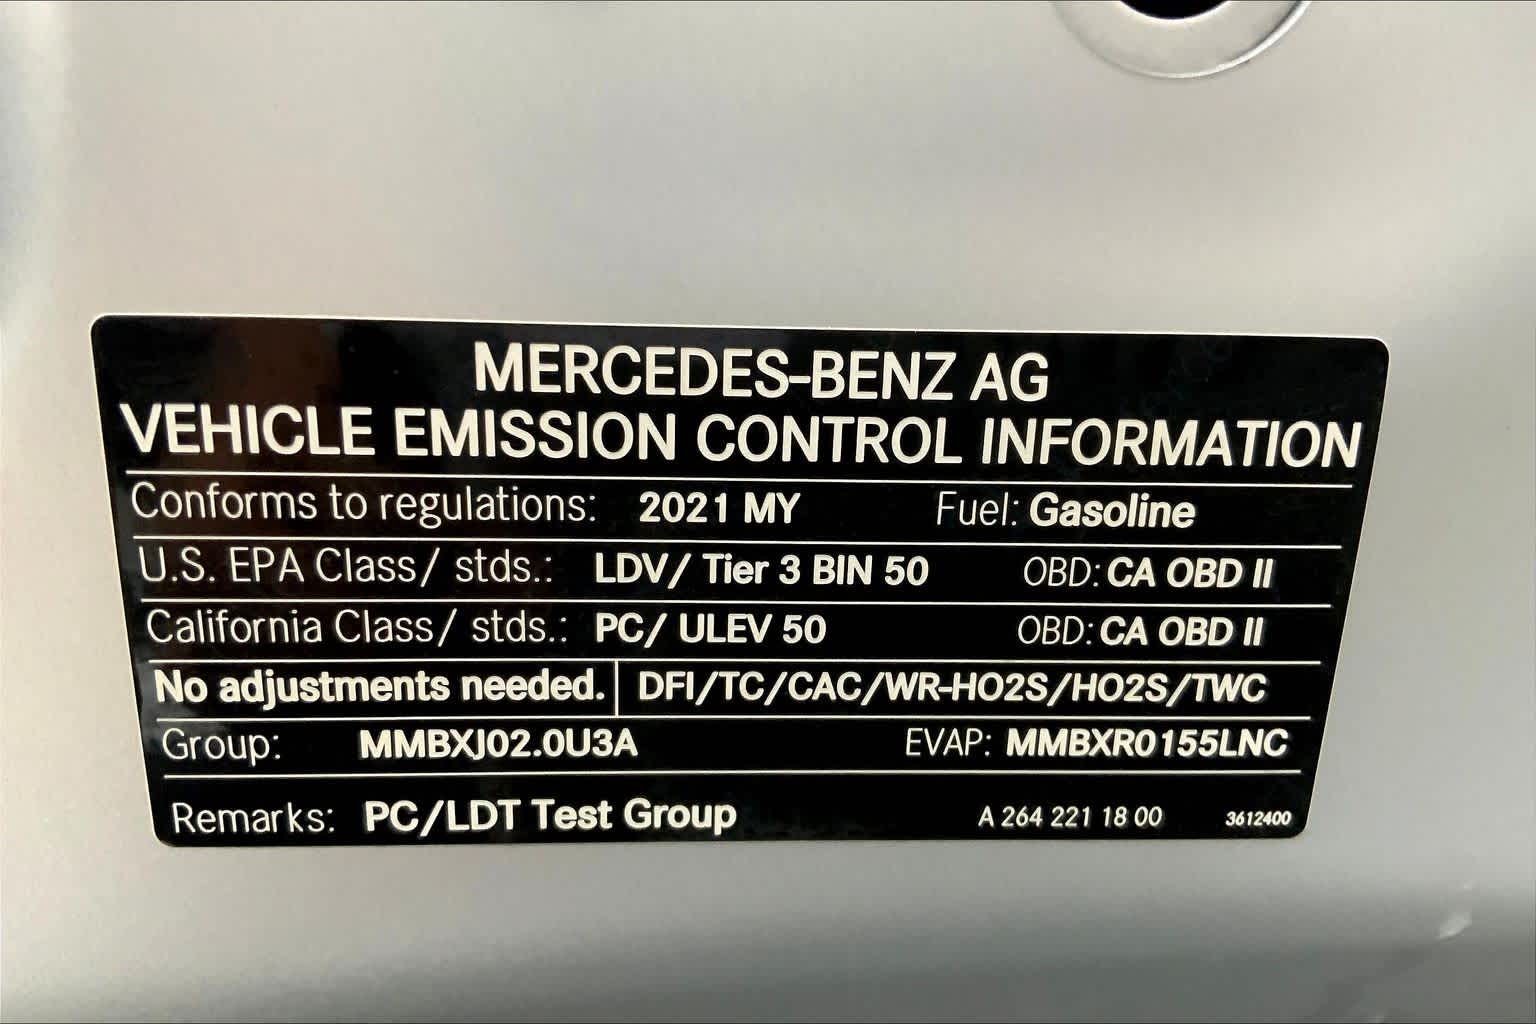 MERCEDES-BENZ AG
VEHICLE EMISSION CONTROL INFORMATION
Conforms to regulations: 2021 MY Fuel: Gasoline
U.S. EPA Class/ stds.: LDV/ Tier 3 BIN 50 OBD: CA OBD II
California Class/ stds.: PC/ ULEV 50 OBD: CA OBD II
No adjustments needed. DFI/TC/CAC/WR-HO2S/HO2S/TWC
Group: MMBXJ02.0U3A EVAP: MMBXR0155LNC
Remarks: PC/LDT Test Group A 264 221 18 00 3612400